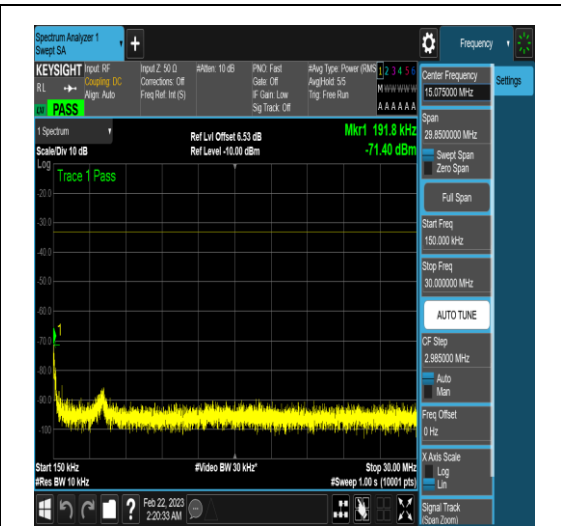 Spectrum Analyzer 1
Swept SA
+
Frequency
KEYSIGHT
RL
PASS
Input: RF
Coupling: DC
Align: Auto
Input Z: 50 Ω
Corrections: Off
Freq Ref: Int (S)
#Atten: 10 dB
PNO: Fast
Gate: Off
IF Gain: Low
Sig Track: Off
#Avg Type: Power (RMS
Avg|Hold: 5/5
Trig: Free Run
1 2 3 4 5 6
M W W W W W
A A A A A A
1 Spectrum
Scale/Div 10 dB
Ref Lvl Offset 6.53 dB
Ref Level -10.00 dBm
Mkr1 191.8 kHz
-71.40 dBm
Log
Trace 1 Pass
-20.0
-30.0
-40.0
-50.0
-60.0
-70.0
-80.0
-90.0
-100
1
Start 150 kHz
#Res BW 10 kHz
#Video BW 30 kHz*
Stop 30.00 MHz
#Sweep 1.00 s (10001 pts)
Center Frequency
15.075000 MHz
Settings
Span
29.8500000 MHz
Swept Span
Zero Span
Full Span
Start Freq
150.000 kHz
Stop Freq
30.000000 MHz
AUTO TUNE
CF Step
2.985000 MHz
Auto
Man
Freq Offset
0 Hz
X Axis Scale
Log
Lin
Signal Track
(Span Zoom)
?
Feb 22, 2023
2:20:33 AM